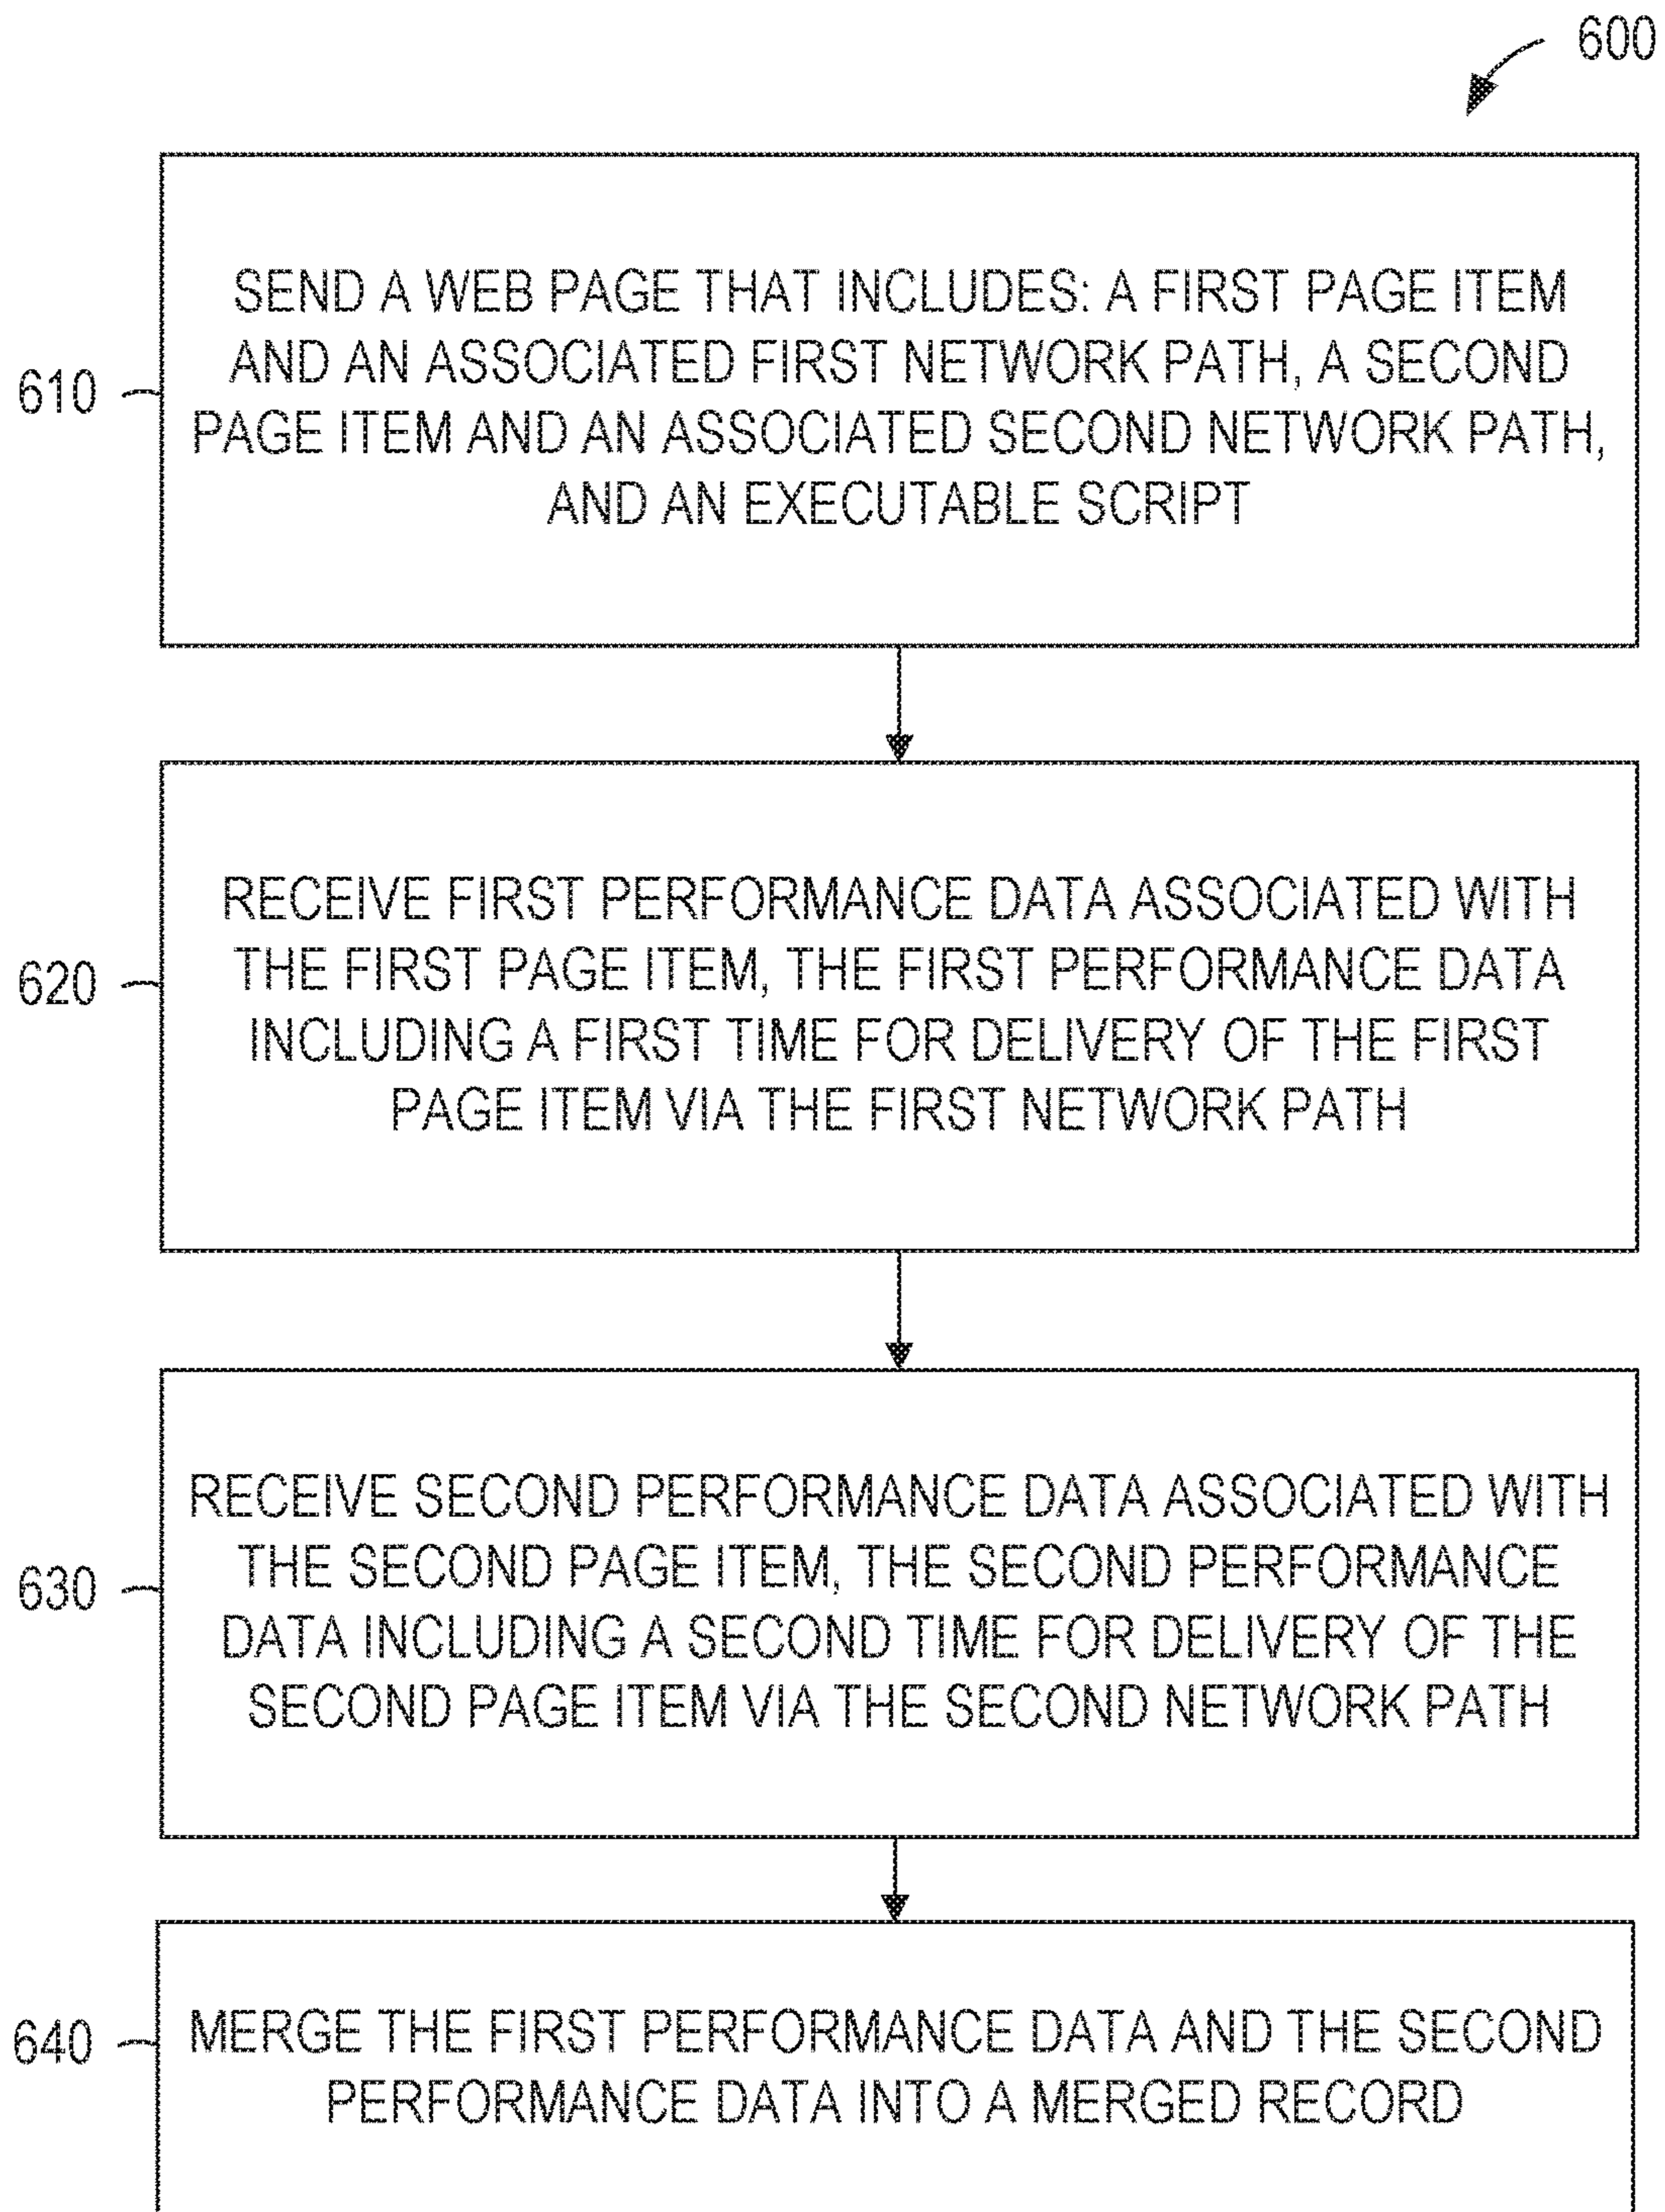 600
610
SEND A WEB PAGE THAT INCLUDES: A FIRST PAGE ITEM
AND AN ASSOCIATED FIRST NETWORK PATH, A SECOND
PAGE ITEM AND AN ASSOCIATED SECOND NETWORK PATH,
AND AN EXECUTABLE SCRIPT
620
RECEIVE FIRST PERFORMANCE DATA ASSOCIATED WITH
THE FIRST PAGE ITEM, THE FIRST PERFORMANCE DATA
INCLUDING A FIRST TIME FOR DELIVERY OF THE FIRST
PAGE ITEM VIA THE FIRST NETWORK PATH
630
RECEIVE SECOND PERFORMANCE DATA ASSOCIATED WITH
THE SECOND PAGE ITEM, THE SECOND PERFORMANCE
DATA INCLUDING A SECOND TIME FOR DELIVERY OF THE
SECOND PAGE ITEM VIA THE SECOND NETWORK PATH
640
MERGE THE FIRST PERFORMANCE DATA AND THE SECOND
PERFORMANCE DATA INTO A MERGED RECORD